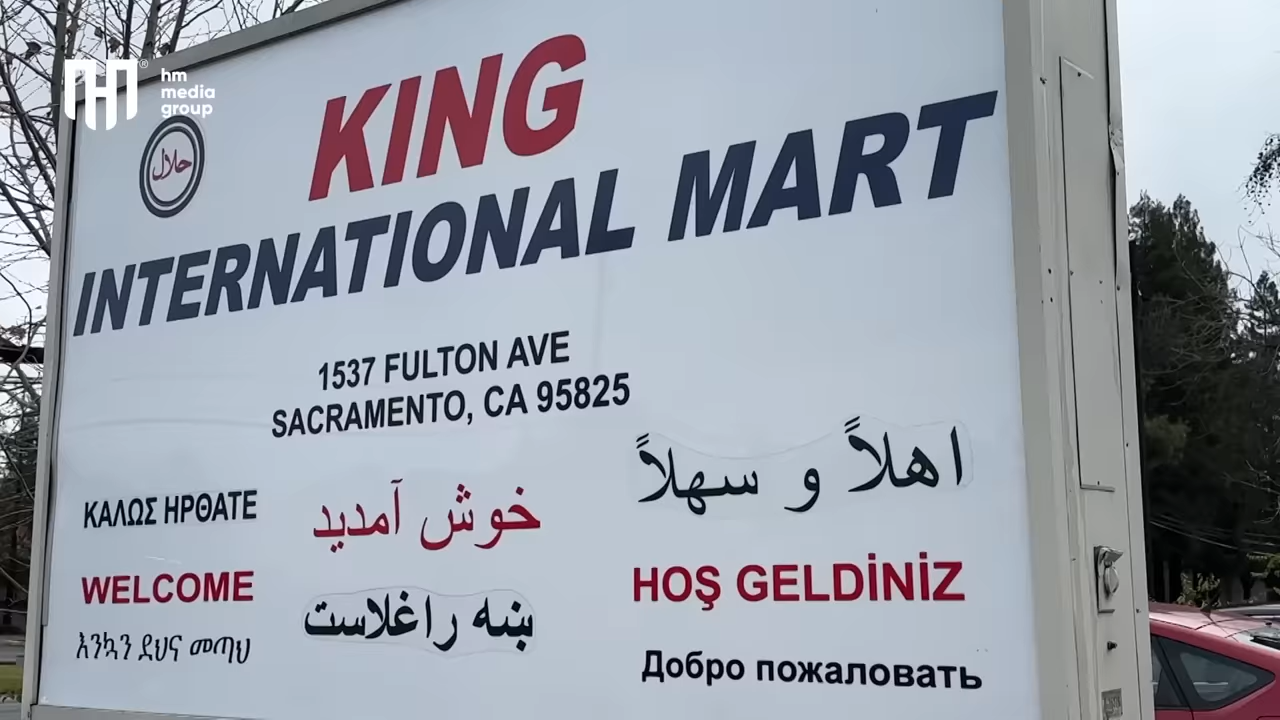 hm
media
group
®
حلال
KING
INTERNATIONAL MART
1537 FULTON AVE
SACRAMENTO, CA 95825
اهلاً و سهلاً
ΚΑΛΩΣ ΗΡΘΑΤΕ
خوش آمدید
WELCOME
HOŞ GELDİNİZ
እንኳን ደህና መጣህ
ښه راغلاست
Добро пожаловать